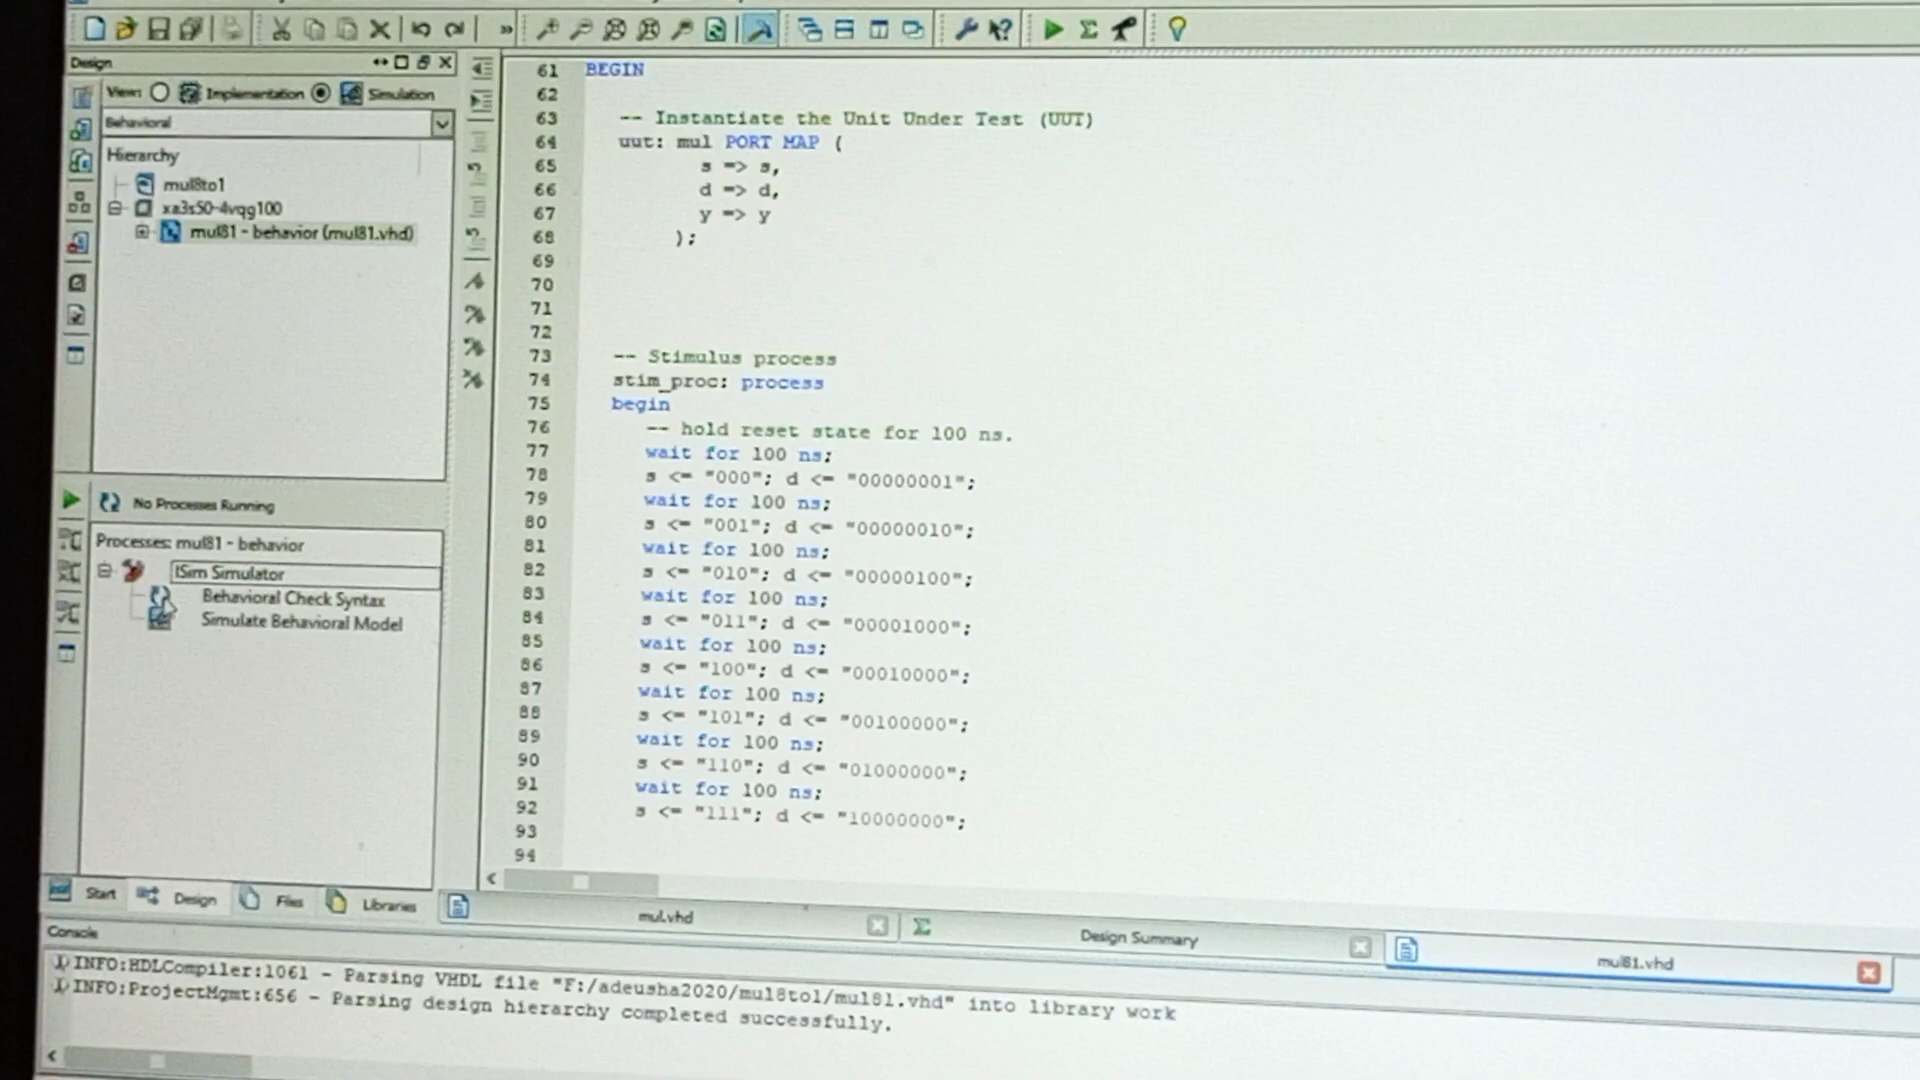 Design
View: Implementation Simulation
Behavioral
Hierarchy
mul8to1
xa3s50-4vqg100
mul81 - behavior (mul81.vhd)
No Processes Running
Processes: mul81 - behavior
ISim Simulator
Behavioral Check Syntax
Simulate Behavioral Model
Start Design Files Libraries
61 BEGIN
62
63 -- Instantiate the Unit Under Test (UUT)
64 uut: mul PORT MAP (
65 s => s,
66 d => d,
67 y => y
68 );
69
70
71
72
73 -- Stimulus process
74 stim_proc: process
75 begin
76 -- hold reset state for 100 ns.
77 wait for 100 ns;
78 s <= "000"; d <= "00000001";
79 wait for 100 ns;
80 s <= "001"; d <= "00000010";
81 wait for 100 ns;
82 s <= "010"; d <= "00000100";
83 wait for 100 ns;
84 s <= "011"; d <= "00001000";
85 wait for 100 ns;
86 s <= "100"; d <= "00010000";
87 wait for 100 ns;
88 s <= "101"; d <= "00100000";
89 wait for 100 ns;
90 s <= "110"; d <= "01000000";
91 wait for 100 ns;
92 s <= "111"; d <= "10000000";
93
94
mul.vhd Design Summary mul81.vhd
Console
INFO:HDLCompiler:1061 - Parsing VHDL file "F:/adeusha2020/mul8to1/mul81.vhd" into library work
INFO:ProjectMgmt:656 - Parsing design hierarchy completed successfully.